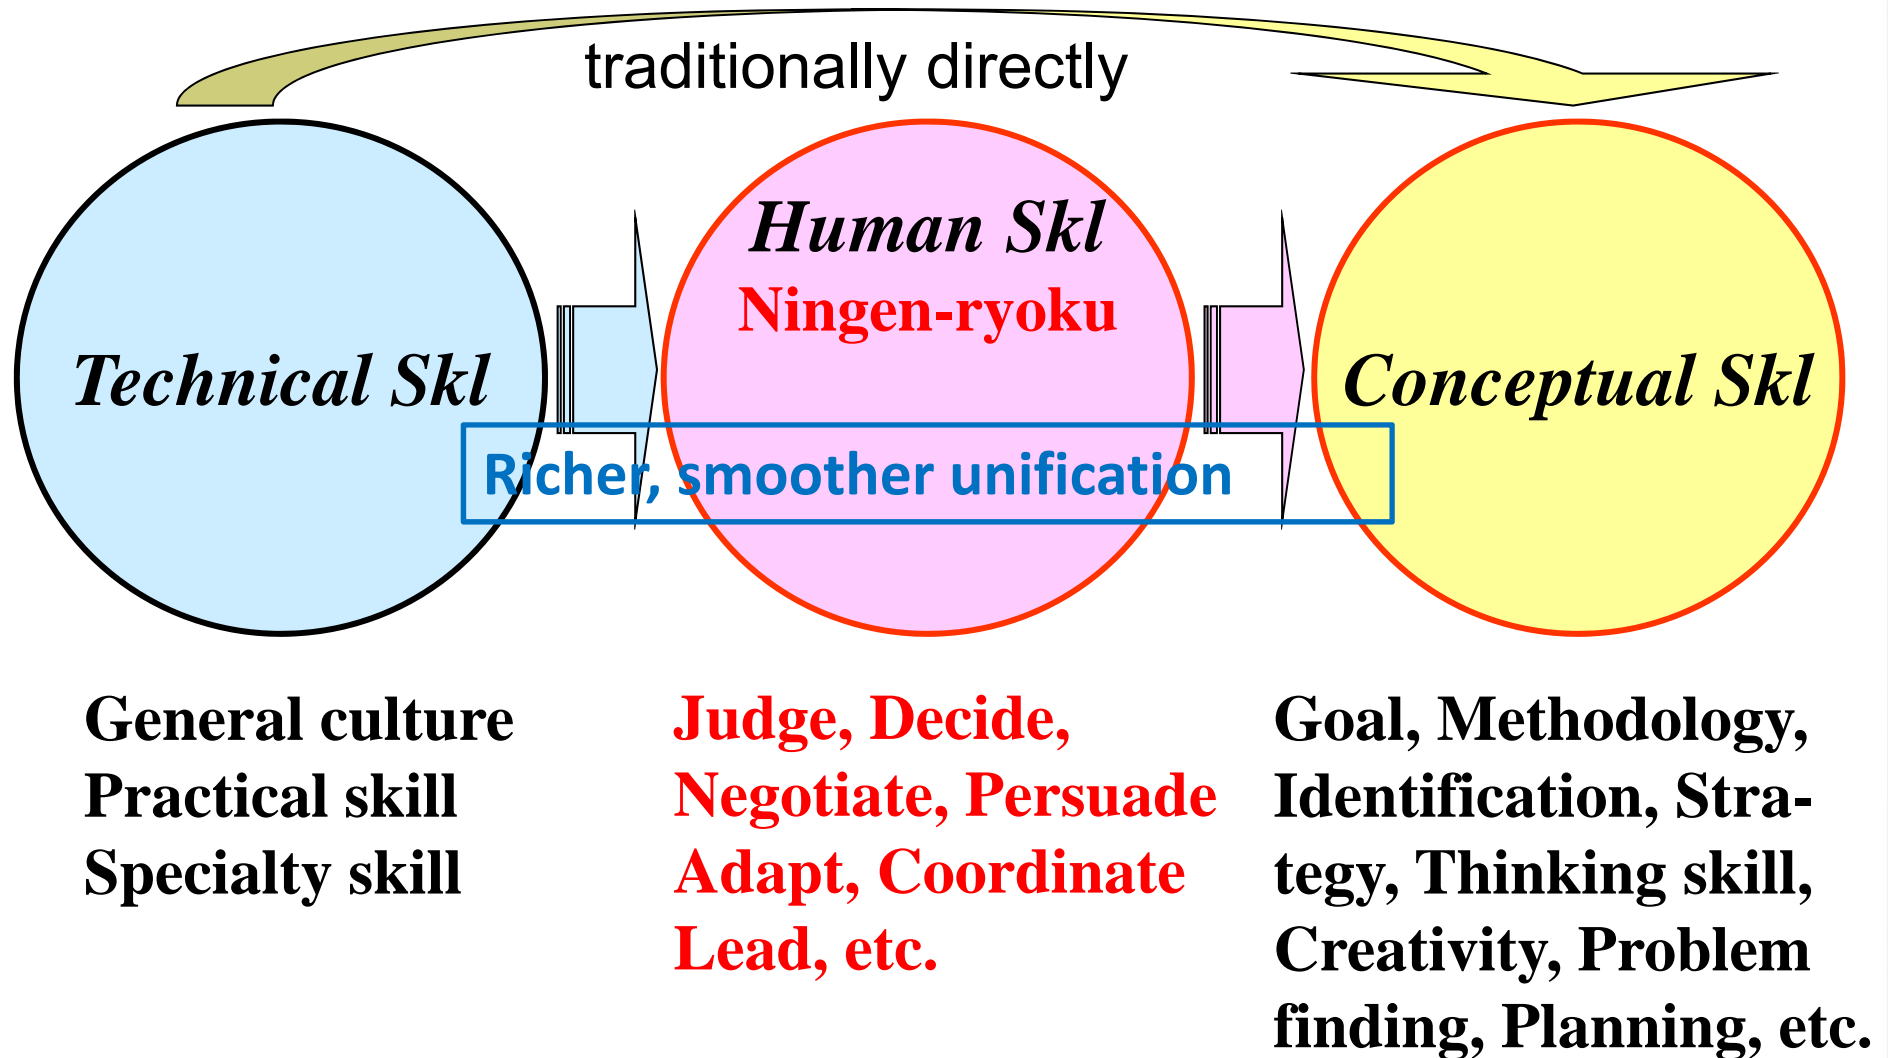 traditionally directly
Technical Skl
Human Skl
Ningen-ryoku
Conceptual Skl
Richer, smoother unification
General culture
Practical skill
Specialty skill
Judge, Decide,
Negotiate, Persuade
Adapt, Coordinate
Lead, etc.
Goal, Methodology,
Identification, Stra-
tegy, Thinking skill,
Creativity, Problem
finding, Planning, etc.